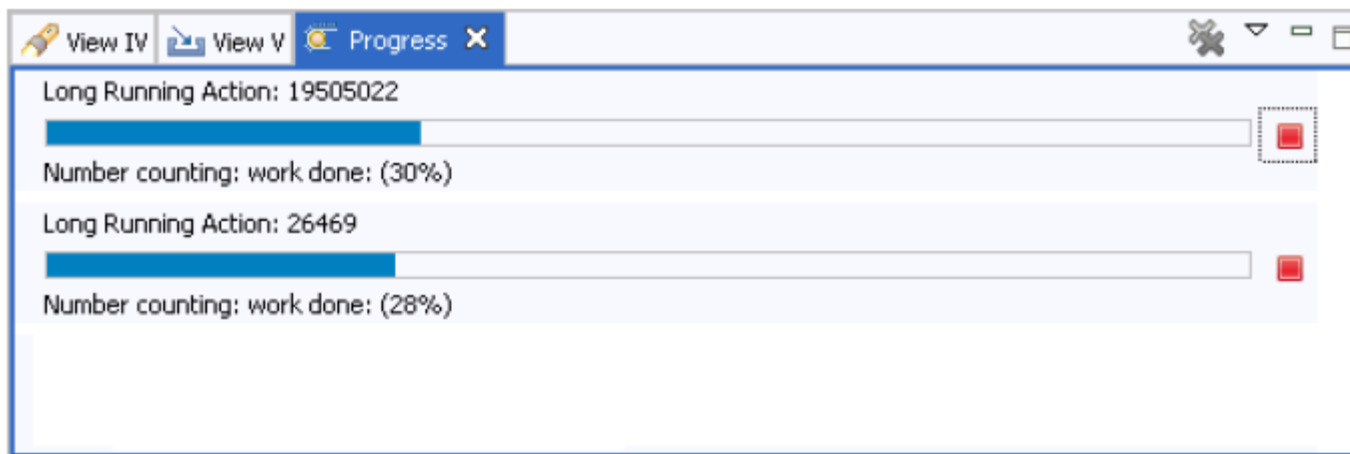 View IV View V Progress
Long Running Action: 19505022
Number counting: work done: (30%)
Long Running Action: 26469
Number counting: work done: (28%)